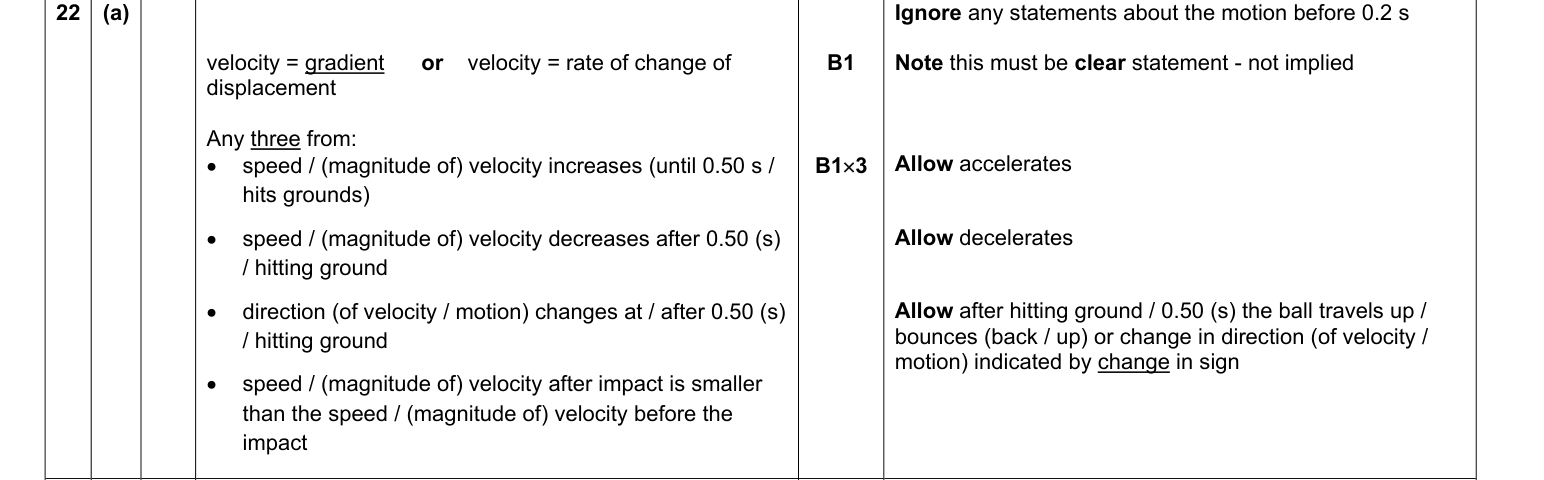 22 (a) Ignore any statements about the motion before 0.2 s
velocity = gradient or velocity = rate of change of B1 Note this must be clear statement - not implied
displacement
Any three from:
• speed / (magnitude of) velocity increases (until 0.50 s / B1×3 Allow accelerates
hits grounds)
• speed / (magnitude of) velocity decreases after 0.50 (s) Allow decelerates
/ hitting ground
• direction (of velocity / motion) changes at / after 0.50 (s)
/ hitting ground
Allow after hitting ground / 0.50 (s) the ball travels up /
bounces (back / up) or change in direction (of velocity /
motion) indicated by change in sign
• speed / (magnitude of) velocity after impact is smaller
than the speed / (magnitude of) velocity before the
impact